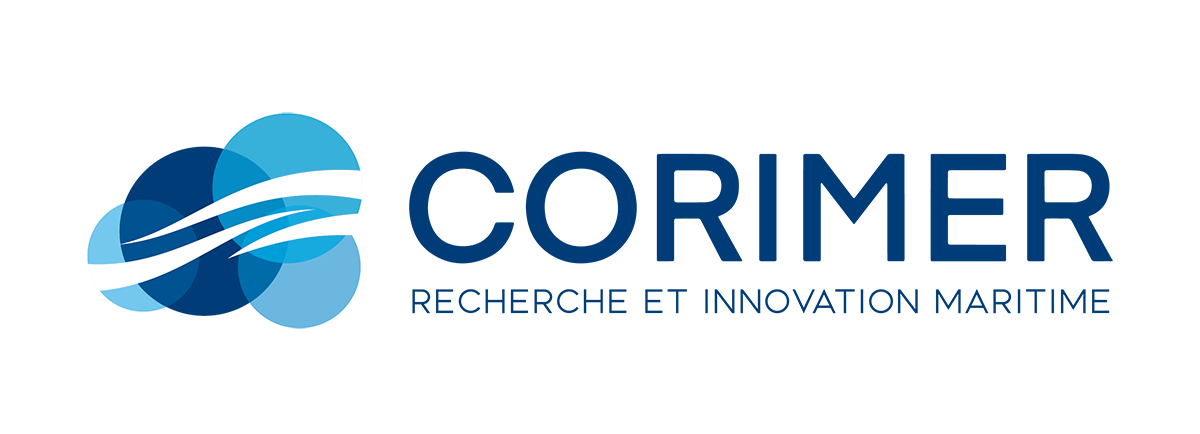 CORIMER
RECHERCHE ET INNOVATION MARITIME